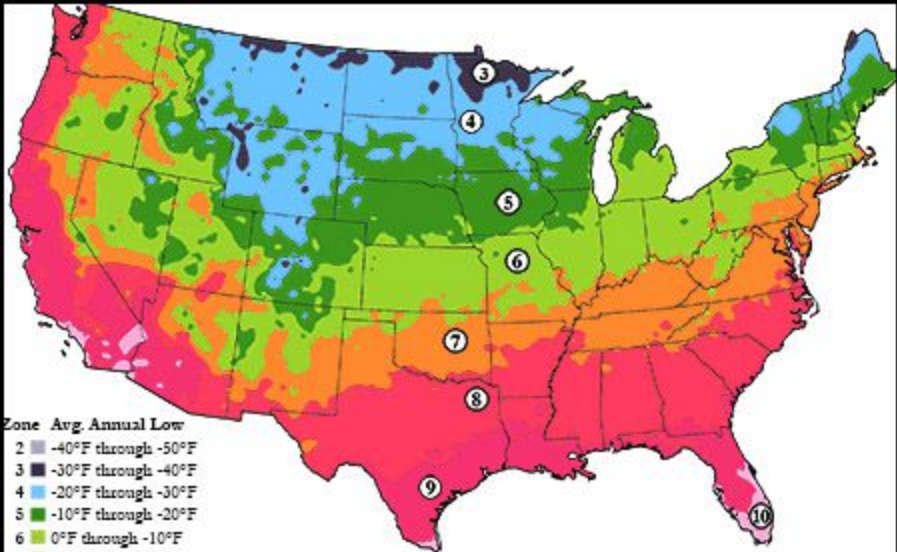 3
4
5
6
7
8
9
10
Zone Avg. Annual Low
2 -40°F through -50°F
3 -30°F through -40°F
4 -20°F through -30°F
5 -10°F through -20°F
6 0°F through -10°F